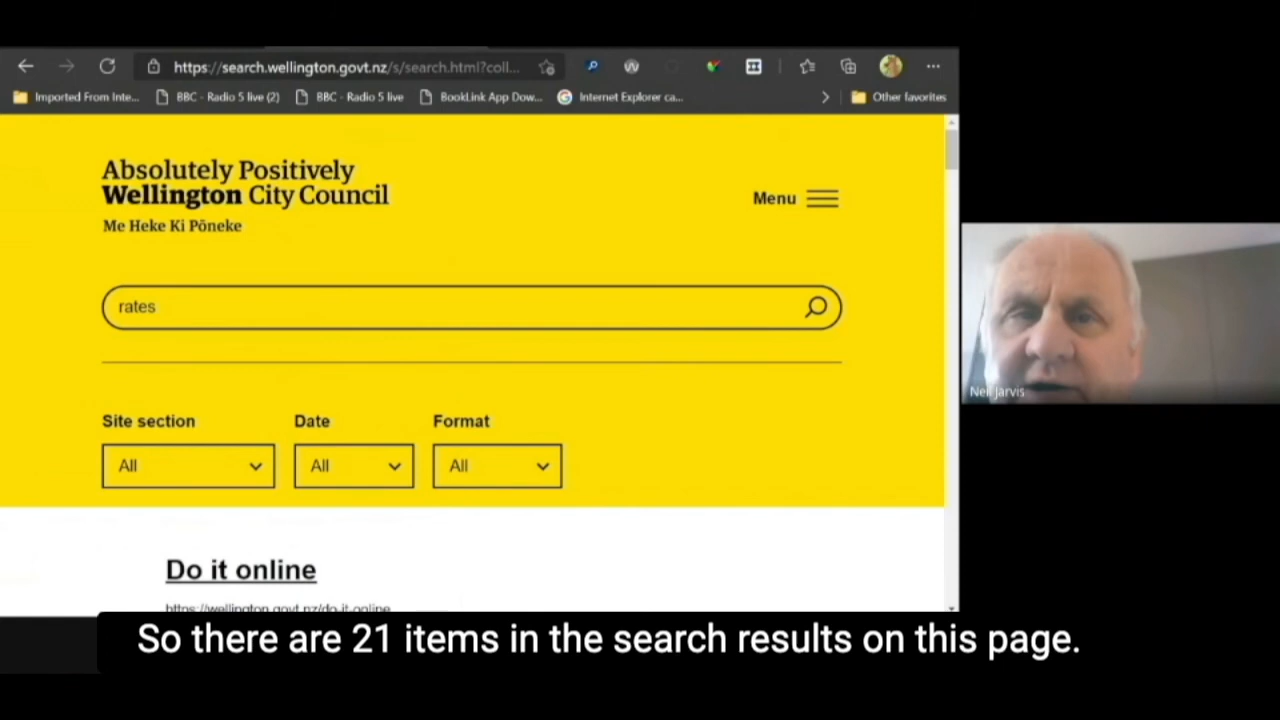 https://search.wellington.govt.nz/s/search.html?coll...
Imported From Inte...
BBC - Radio 5 live (2)
BBC - Radio 5 live
BookLink App Dow...
Internet Explorer ca...
Other favorites
Absolutely Positively
Wellington City Council
Me Heke Ki Pōneke
Menu
rates
Site section
Date
Format
All
All
All
Do it online
https://wellington.govt.nz/do-it-online
Neil Jarvis
So there are 21 items in the search results on this page.